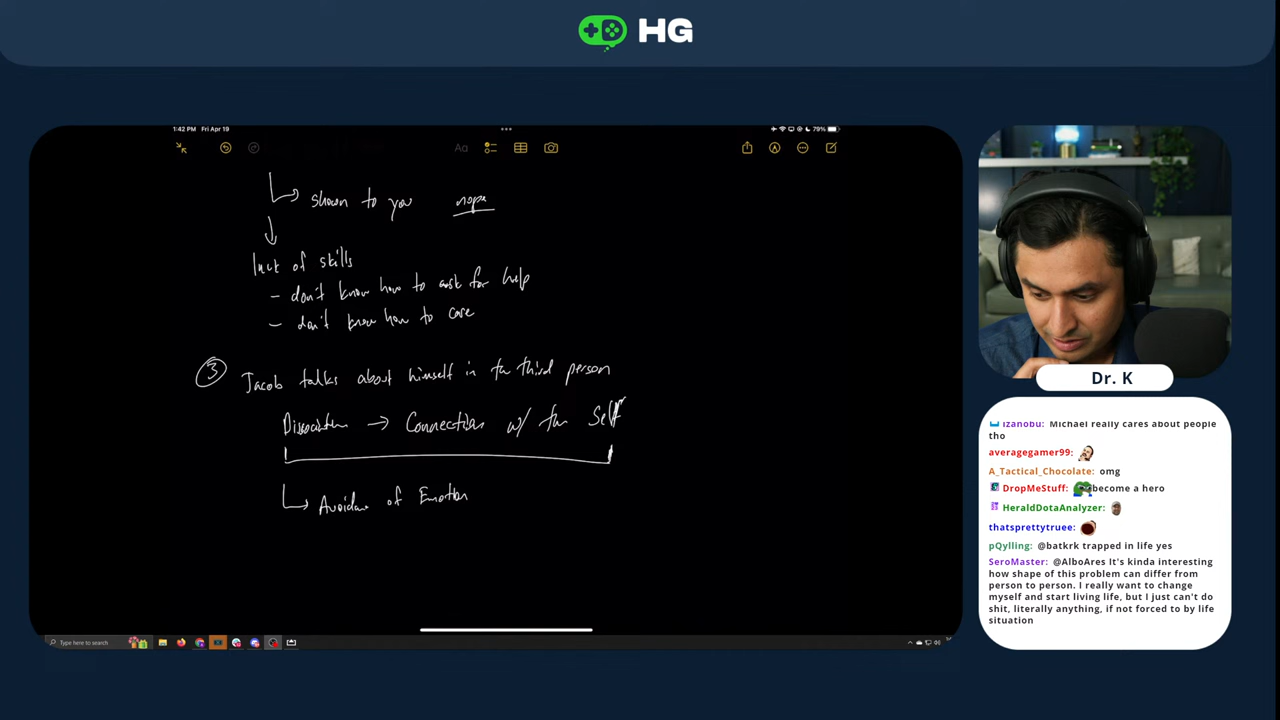 HG
1:42 PM Fri Apr 19
79%
Aa
shown to you nope
lack of skills
- don't know how to ask for help
- don't know how to care
3 Jacob talks about himself in the third person
Dissociation → Connection w/ the Self
Avoidance of Emotion
Dr. K
Izanobu: Michael really cares about people
tho
averagegamer99:
A_Tactical_Chocolate: omg
DropMeStuff: become a hero
HeraldDotaAnalyzer:
thatsprettytruee:
pQylling: @batkrk trapped in life yes
SeroMaster: @AlboAres It's kinda interesting
how shape of this problem can differ from
person to person. I really want to change
myself and start living life, but I just can't do
shit, literally anything, if not forced to by life
situation
Type here to search